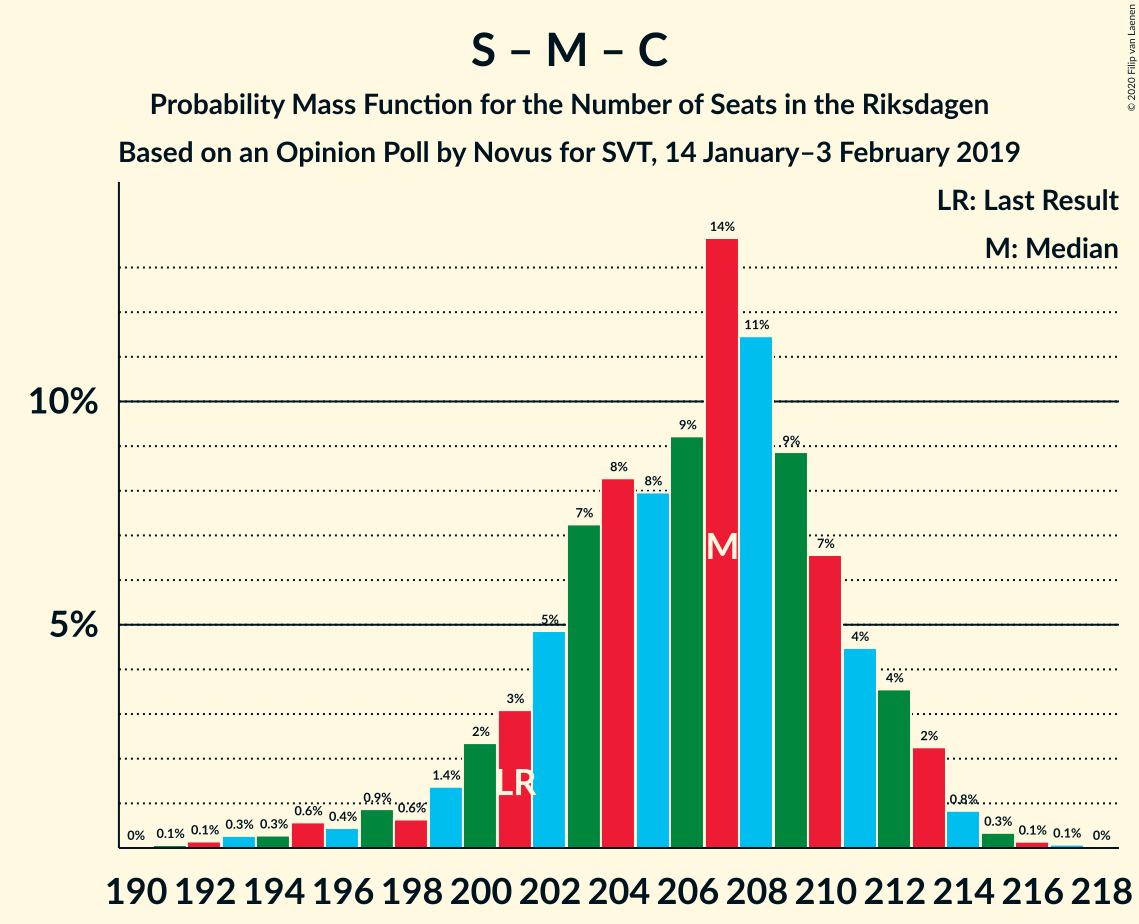 S – M – C
Probability Mass Function for the Number of Seats in the Riksdagen
Based on an Opinion Poll by Novus for SVT, 14 January–3 February 2019
© 2020 Filip van Laenen
LR: Last Result
M: Median
10%
5%
0% 0.1% 0.1% 0.3% 0.3% 0.6% 0.4% 0.9% 0.6% 1.4% 2% 3% 5% 7% 8% 8% 9% 14% 11% 9% 7% 4% 4% 2% 0.8% 0.3% 0.1% 0.1% 0%
M
LR
190 192 194 196 198 200 202 204 206 208 210 212 214 216 218